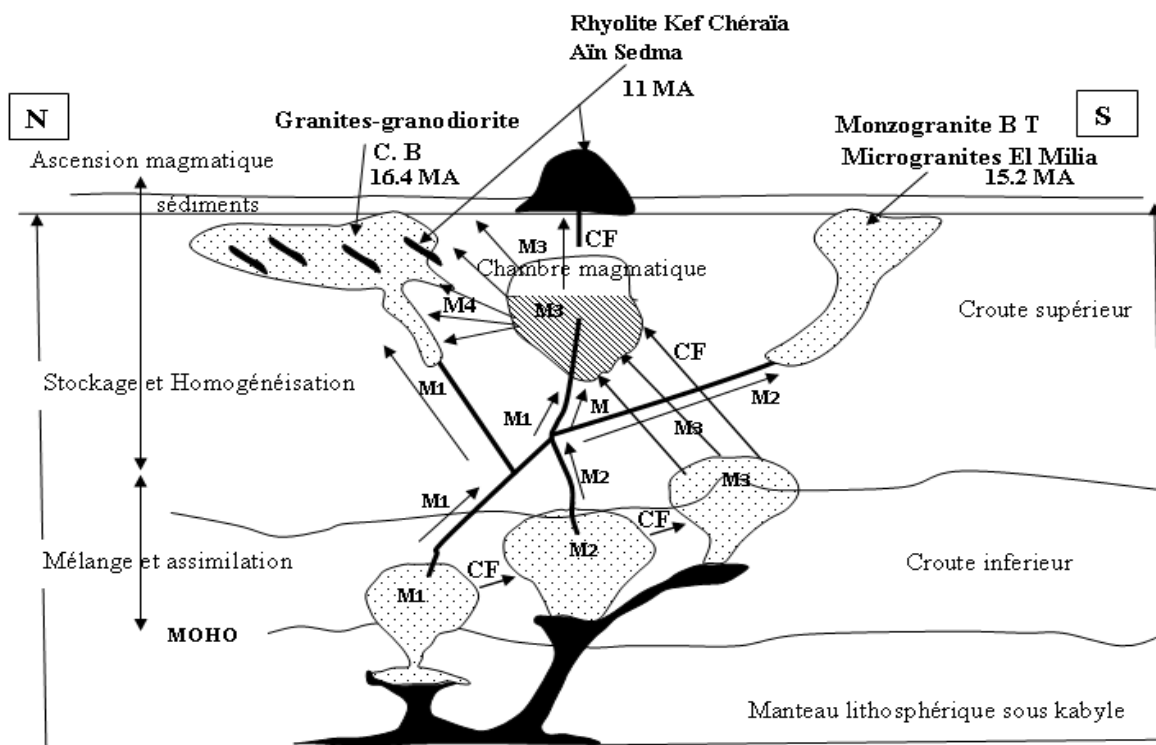 Rhyolite Kef Chéraïa
Aïn Sedma
11 MA
N
S
Granites-granodiorite
C. B
16.4 MA
Monzogranite B T
Microgranites El Milia
15.2 MA
Ascension magmatique
sédiments
M3
CF
Chambre magmatique
M4
M3
Croute supérieur
CF
Stockage et Homogénéisation
M1
M1
M
M2
M3
M2
M3
M1
CF
M2
Mélange et assimilation
CF
Croute inferieur
M1
MOHO
Manteau lithosphérique sous kabyle